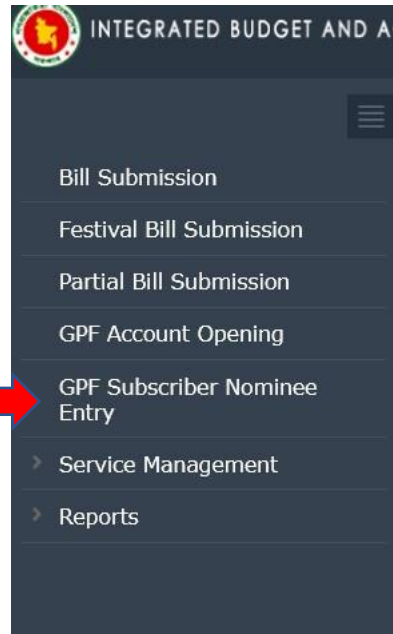 INTEGRATED BUDGET AND A
Bill Submission
Festival Bill Submission
Partial Bill Submission
GPF Account Opening
GPF Subscriber Nominee
Entry
Service Management
Reports